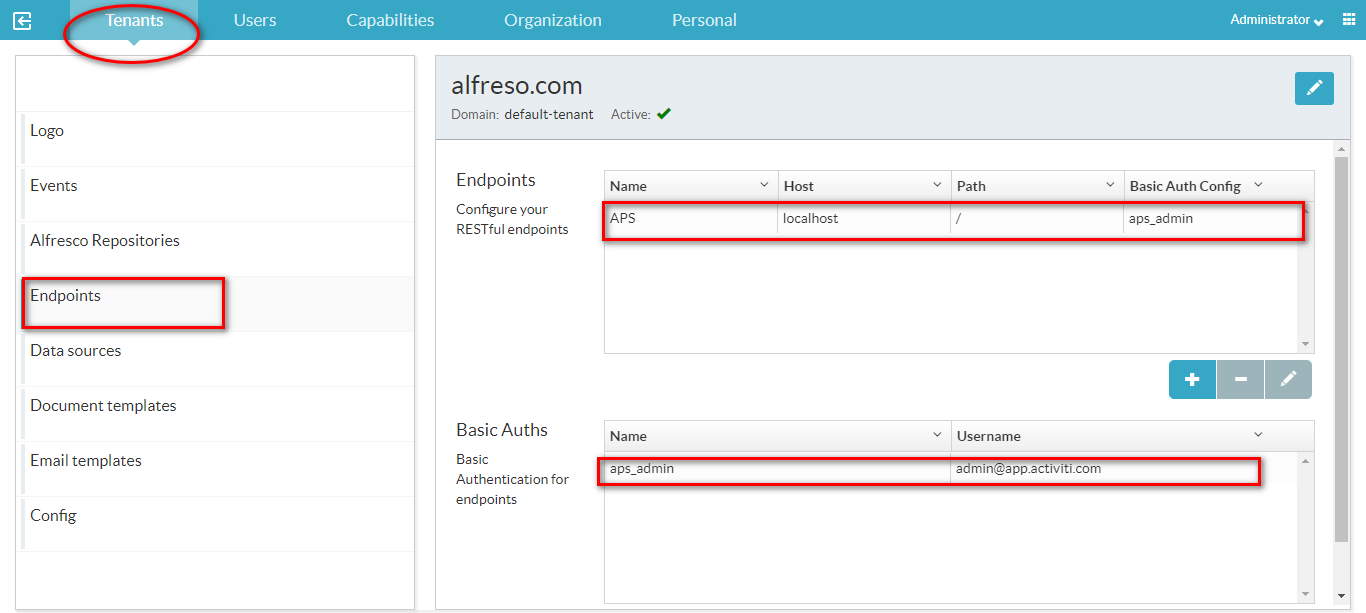 Tenants Users Capabilities Organization Personal Administrator
Logo
Events
Alfresco Repositories
Endpoints
Data sources
Document templates
Email templates
Config
alfreso.com
Domain: default-tenant Active:
Endpoints
Configure your
RESTful endpoints
Name Host Path Basic Auth Config
APS localhost / aps_admin
Basic Auths
Basic
Authentication for
endpoints
Name Username
aps_admin admin@app.activiti.com